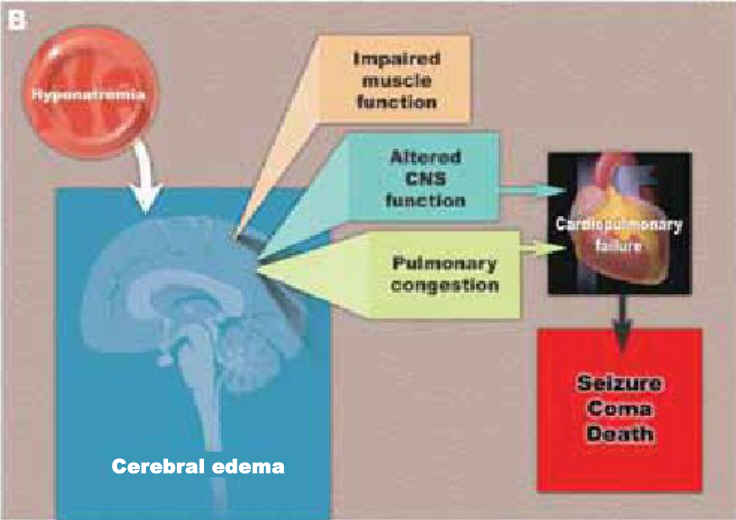 B
Hyponatremia
Impaired
muscle
function
Altered
CNS
function
Pulmonary
congestion
Cardiopulmonary
failure
Seizure
Coma
Death
Cerebral edema